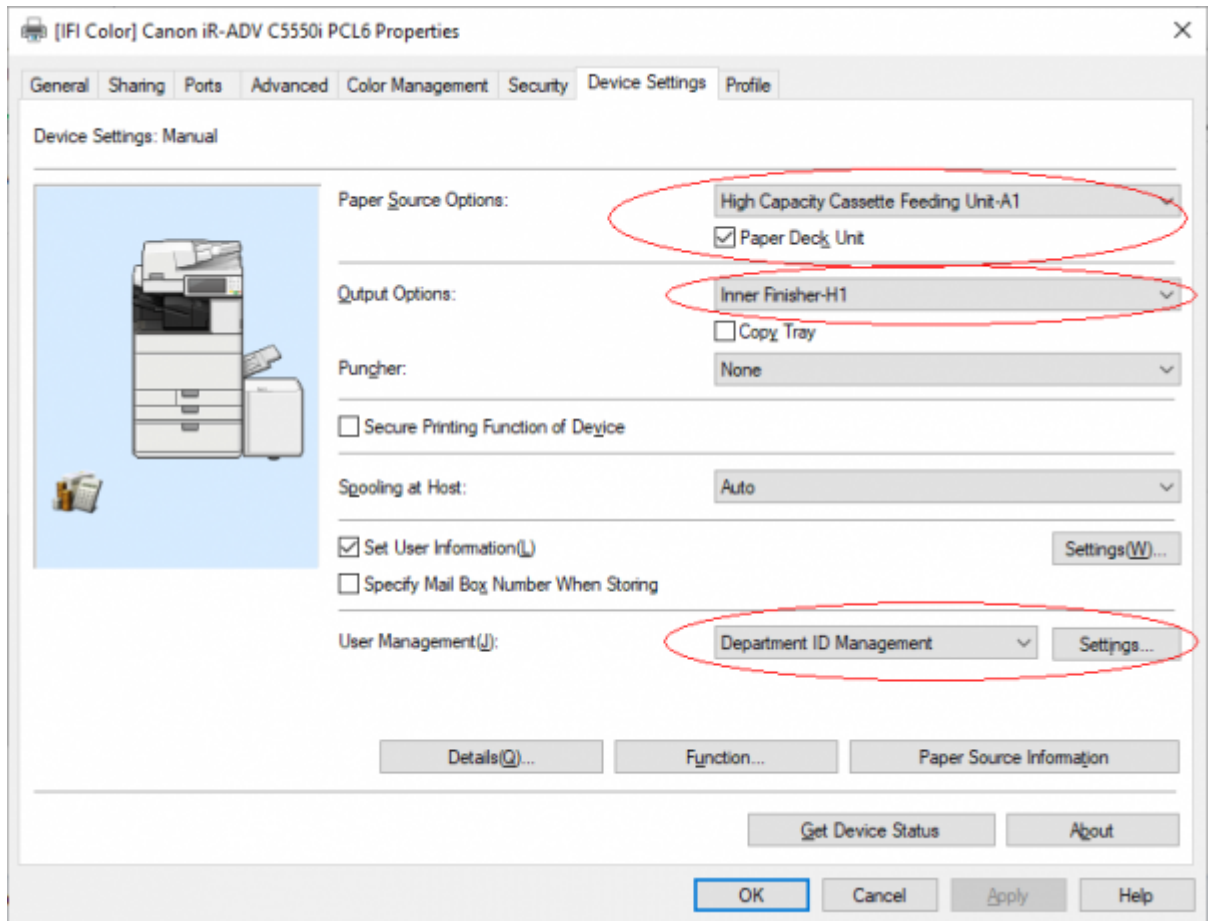 [IFI Color] Canon iR-ADV C5550i PCL6 Properties
General Sharing Ports Advanced Color Management Security Device Settings Profile
Device Settings: Manual
Paper Source Options: High Capacity Cassette Feeding Unit-A1
Paper Deck Unit
Output Options: Inner Finisher-H1
Copy Tray
Puncher: None
Secure Printing Function of Device
Spooling at Host: Auto
Set User Information(L) Settings(W)...
Specify Mail Box Number When Storing
User Management(J): Department ID Management Settings...
Details(Q)... Function... Paper Source Information
Get Device Status About
OK Cancel Apply Help